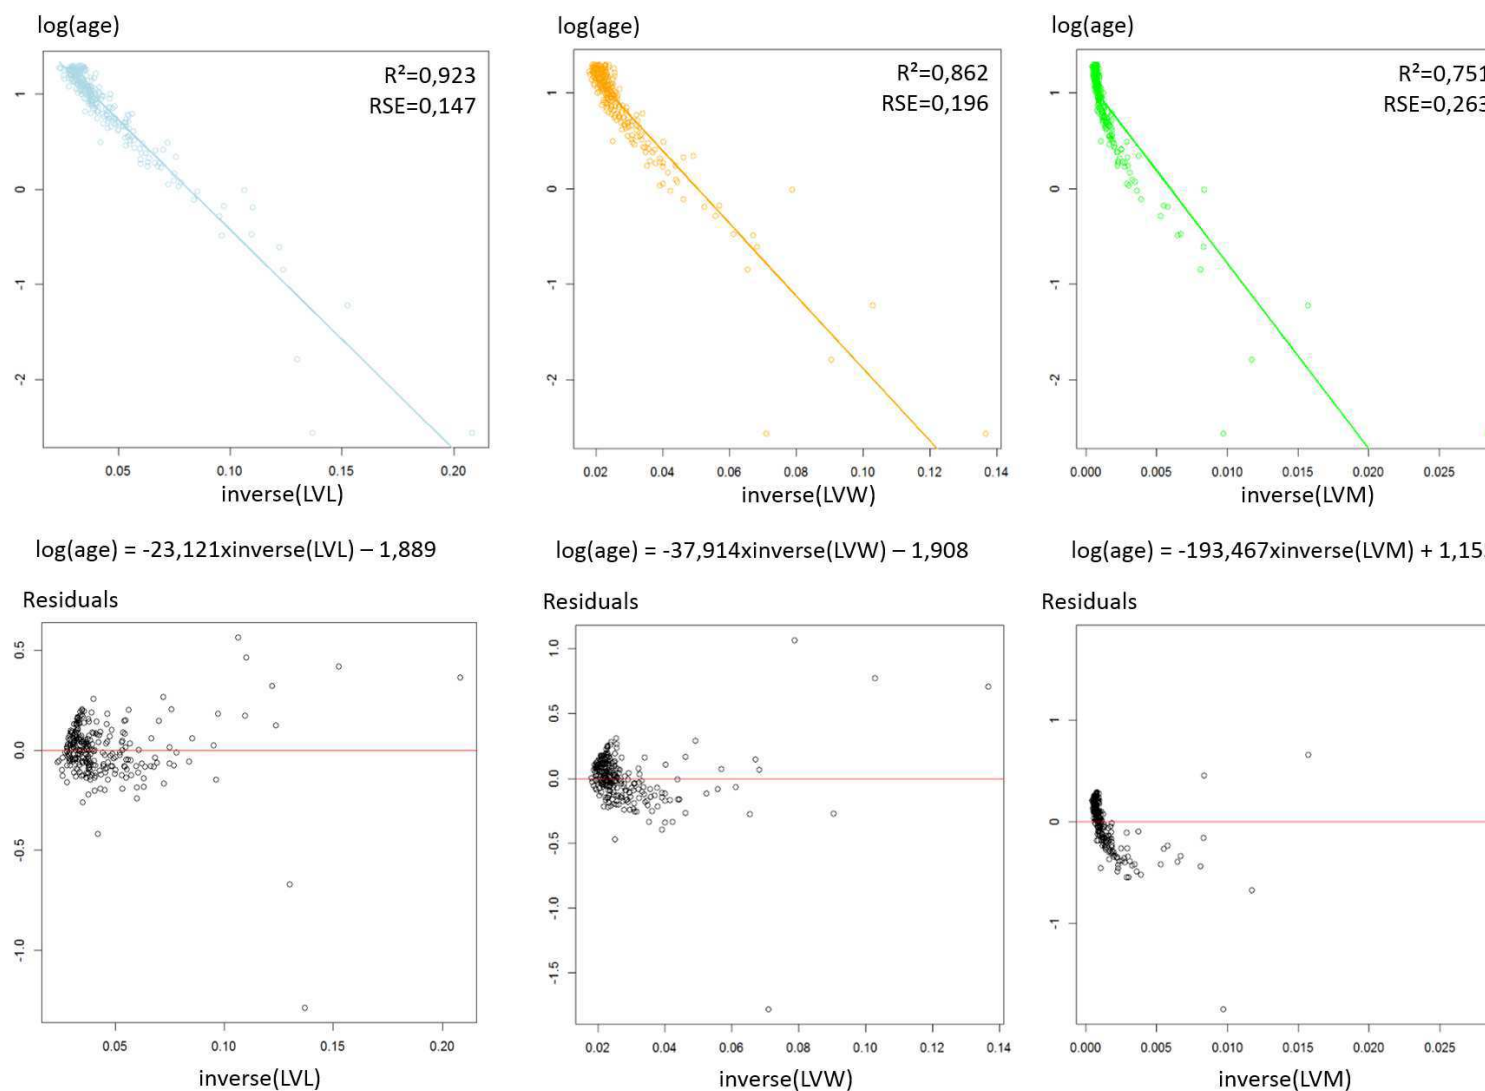 log(age)
R²=0,923
RSE=0,147
1
0
-1
-2
0.05 0.10 0.15 0.20
inverse(LVL)
log(age)
R²=0,862
RSE=0,196
1
0
-1
-2
0.02 0.04 0.06 0.08 0.10 0.12 0.14
inverse(LVW)
log(age)
R²=0,751
RSE=0,263
1
0
-1
-2
0.000 0.005 0.010 0.015 0.020 0.025
inverse(LVM)
log(age) = -23,121xinverse(LVL) – 1,889
log(age) = -37,914xinverse(LVW) – 1,908
log(age) = -193,467xinverse(LVM) +
Residuals
0.5
0.0
-0.5
-1.0
0.05 0.10 0.15 0.20
inverse(LVL)
Residuals
1.0
0.5
0.0
-0.5
-1.0
-1.5
0.02 0.04 0.06 0.08 0.10 0.12 0.14
inverse(LVW)
Residuals
1
0
-1
0.000 0.005 0.010 0.015 0.020 0.025
inverse(LVM)